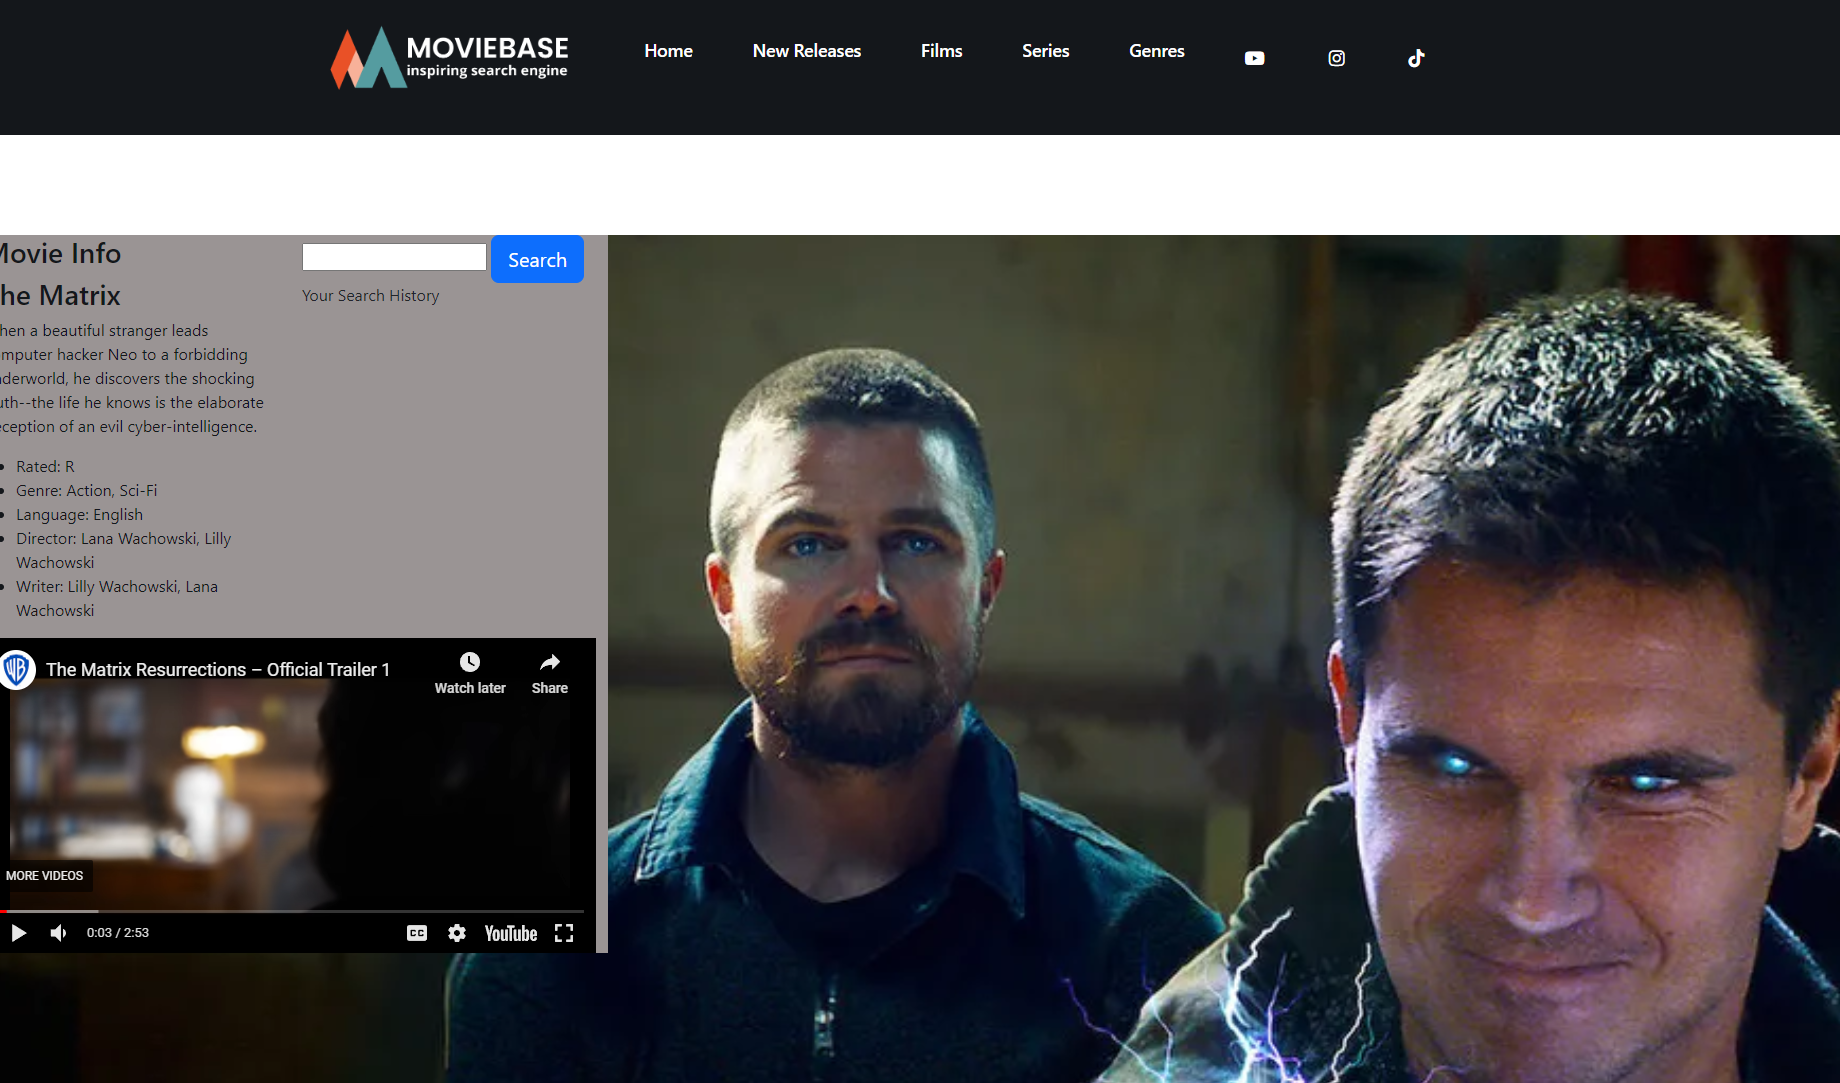 MOVIEBASE
inspiring search engine
Home
New Releases
Films
Series
Genres
Movie Info
he Matrix
hen a beautiful stranger leads
mputer hacker Neo to a forbidding
derworld, he discovers the shocking
uth--the life he knows is the elaborate
eception of an evil cyber-intelligence.
Rated: R
Genre: Action, Sci-Fi
Language: English
Director: Lana Wachowski, Lilly
Wachowski
Writer: Lilly Wachowski, Lana
Wachowski
Search
Your Search History
WB
The Matrix Resurrections – Official Trailer 1
Watch later
Share
MORE VIDEOS
0:03 / 2:53
CC
YouTube